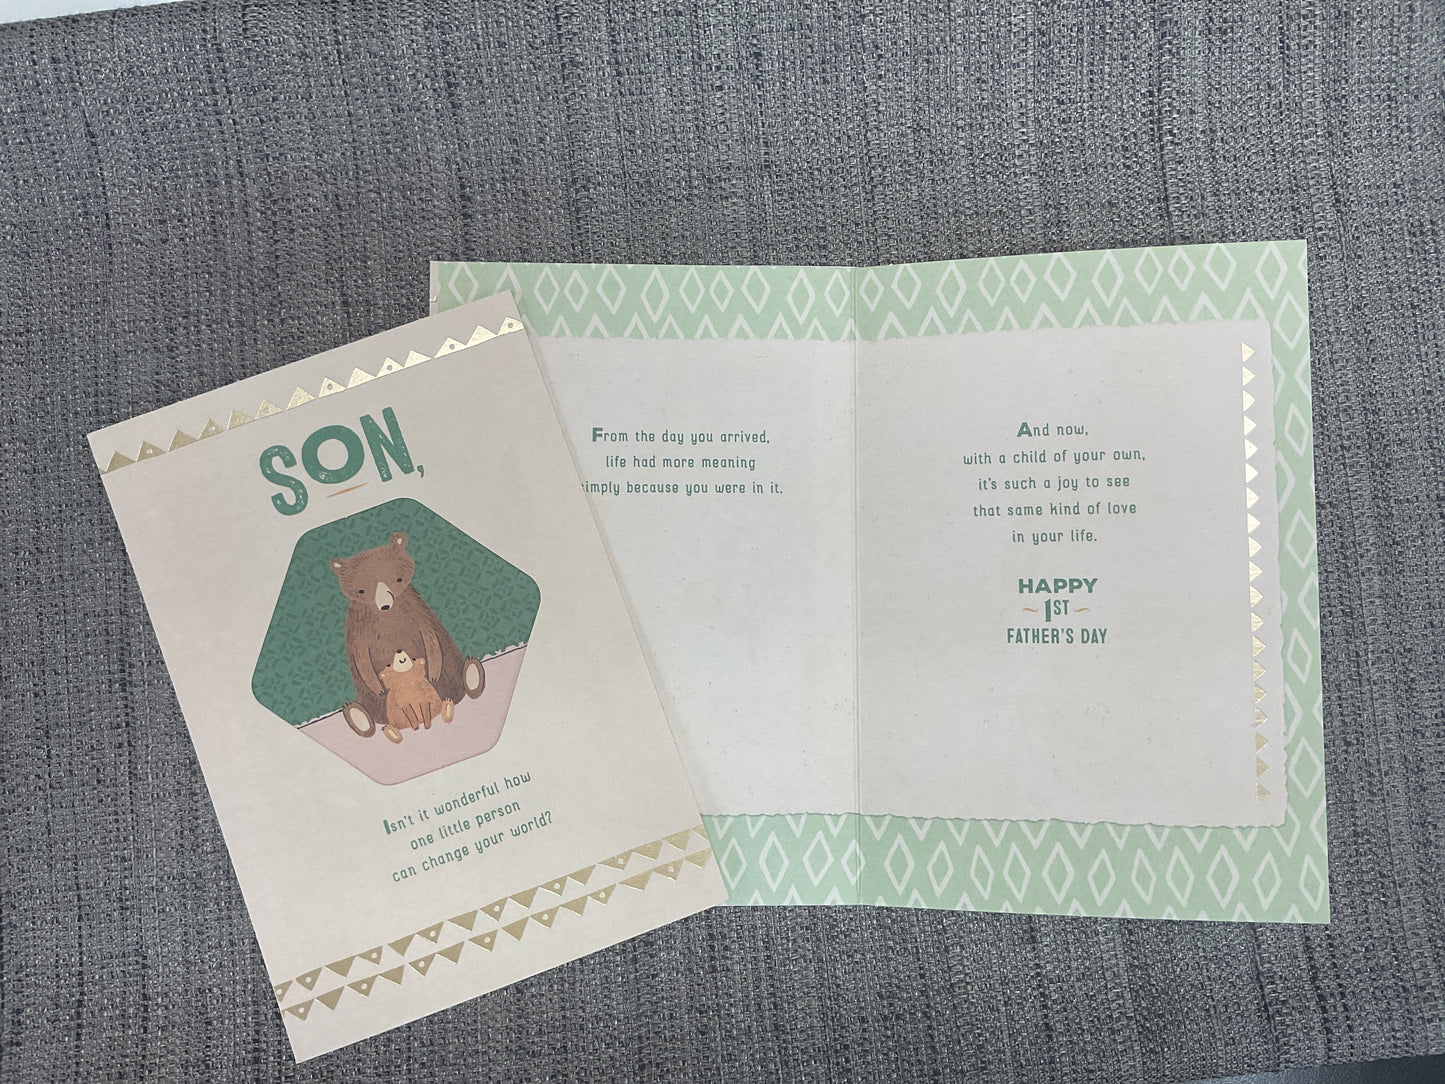 SON,
Isn't it wonderful how
one little person
can change your world?
From the day you arrived,
life had more meaning
because you were in it.
And now,
with a child of your own,
it's such a joy to see
that same kind of love
in your life.
HAPPY
~ 1ST ~
FATHER'S DAY